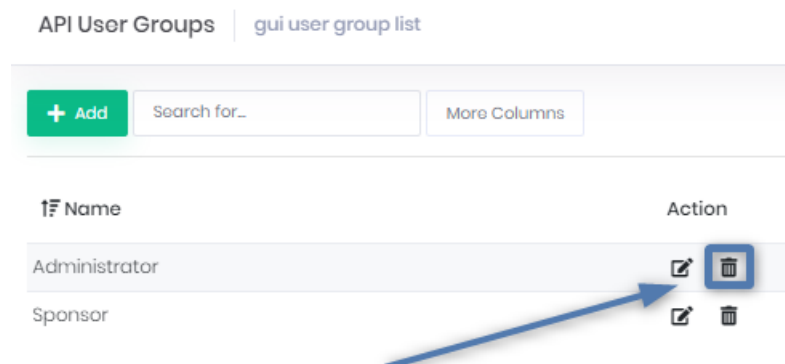 API User Groups gui user group list
+ Add Search for... More Columns
Name Action
Administrator
Sponsor